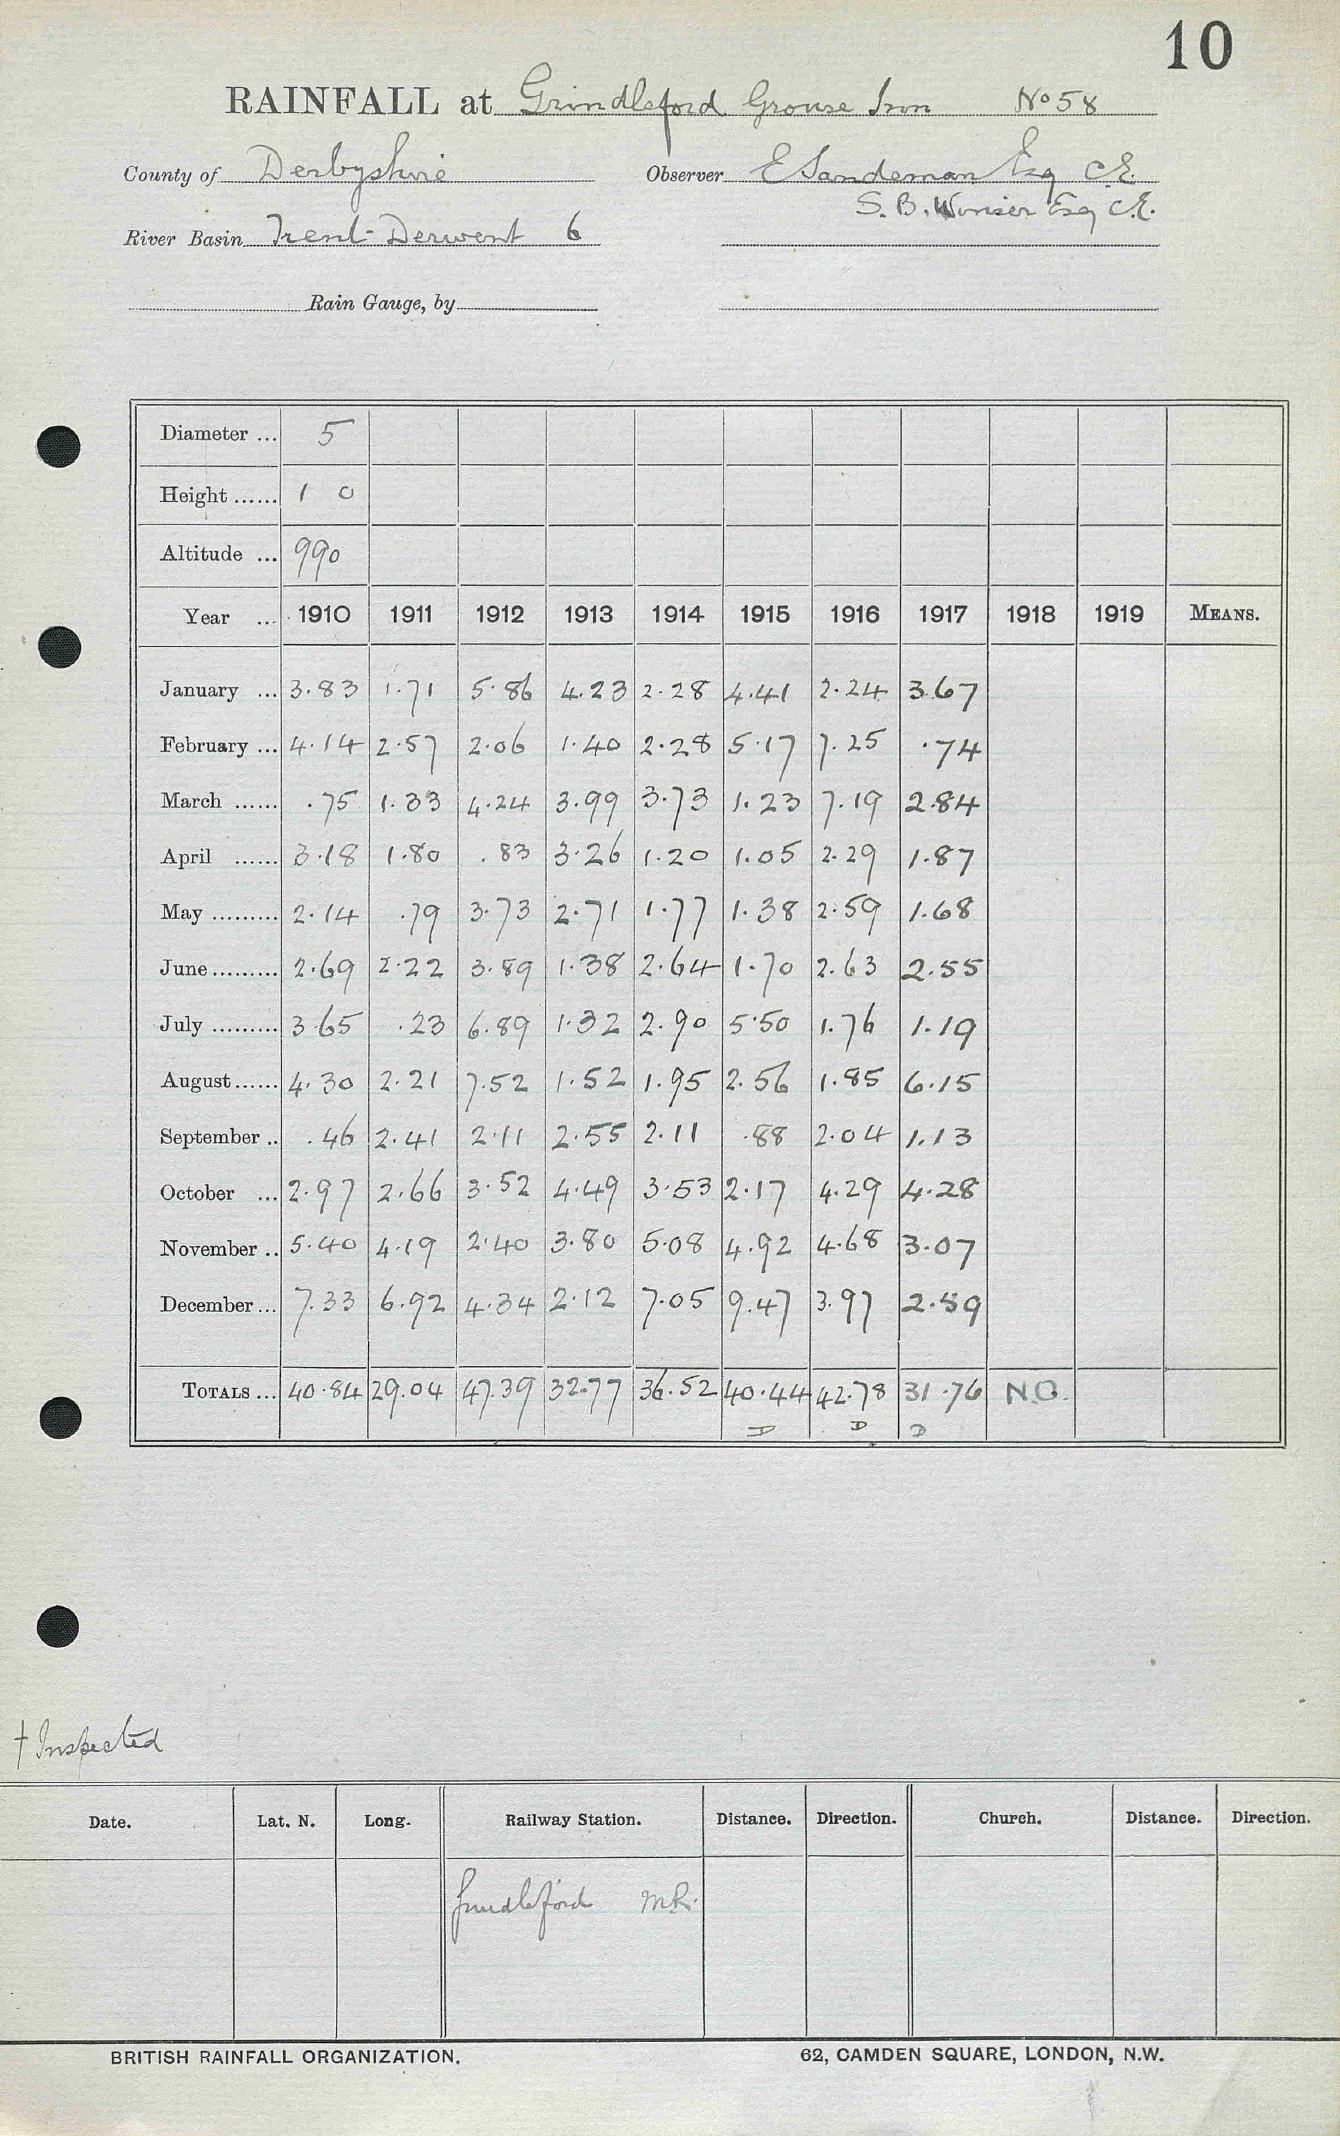 10
RAINFALL at Grindleford Grouse Inn No 58
County of Derbyshire Observer E Sandeman Esq C.E.
S. B. Winser Esq C.E.
River Basin Trent-Derwent 6
Rain Gauge, by
Diameter ... 5
Height ...... 1 0
Altitude ... 990
Year ... 1910 1911 1912 1913 1914 1915 1916 1917 1918 1919 MEANS.
January ... 3.83 1.71 5.86 4.23 2.28 4.41 2.24 3.67
February ... 4.14 2.57 2.06 1.40 2.28 5.17 7.25 .74
March ...... .75 1.33 4.24 3.99 3.73 1.23 7.19 2.84
April ...... 3.18 1.80 .83 3.26 1.20 1.05 2.29 1.87
May ......... 2.14 .79 3.73 2.71 1.77 1.38 2.59 1.68
June ......... 2.69 2.22 3.89 1.38 2.64 1.70 2.63 2.55
July ......... 3.65 .23 6.89 1.32 2.90 5.50 1.76 1.19
August ...... 4.30 2.21 7.52 1.52 1.95 2.56 1.85 6.15
September .. .46 2.41 2.11 2.55 2.11 .88 2.04 1.13
October ... 2.97 2.66 3.52 4.49 3.53 2.17 4.29 4.28
November .. 5.40 4.19 2.40 3.80 5.08 4.92 4.68 3.07
December ... 7.33 6.92 4.34 2.12 7.05 9.47 3.97 2.59
TOTALS ... 40.84 29.04 47.39 32.77 36.52 40.44 42.78 31.76 N.O.
D D D
† Inspected
Date. Lat. N. Long. Railway Station. Distance. Direction. Church. Distance. Direction.
Grindleford M.R.
BRITISH RAINFALL ORGANIZATION. 62, CAMDEN SQUARE, LONDON, N.W.